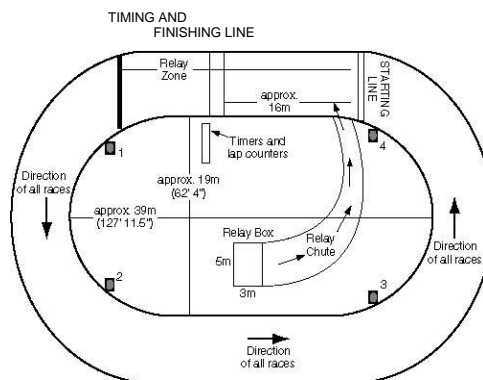 TIMING AND
FINISHING LINE
Relay
Zone
STARTING
LINE
approx.
16m
1
Timers and
lap counters
4
Direction
of all races
approx. 19m
(62' 4")
approx. 39m
(127' 11.5")
Relay Box
Relay
Chute
Direction
of all races
5m
3m
2
3
Direction
of all races